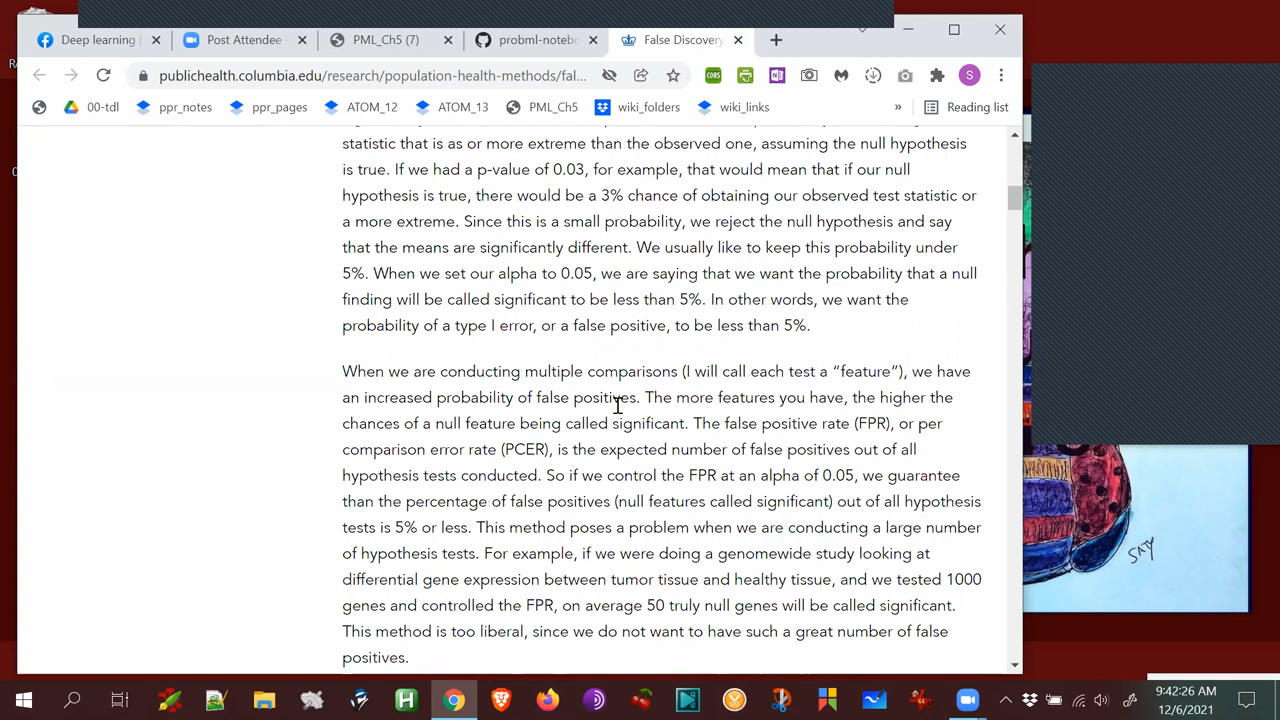 Deep learning
Post Attendee -
PML_Ch5 (7)
probml-noteb
False Discovery
publichealth.columbia.edu/research/population-health-methods/fal...
CORS
S
00-tdl
ppr_notes
ppr_pages
ATOM_12
ATOM_13
PML_Ch5
wiki_folders
wiki_links
»
Reading list
statistic that is as or more extreme than the observed one, assuming the null hypothesis
is true. If we had a p-value of 0.03, for example, that would mean that if our null
hypothesis is true, there would be a 3% chance of obtaining our observed test statistic or
a more extreme. Since this is a small probability, we reject the null hypothesis and say
that the means are significantly different. We usually like to keep this probability under
5%. When we set our alpha to 0.05, we are saying that we want the probability that a null
finding will be called significant to be less than 5%. In other words, we want the
probability of a type I error, or a false positive, to be less than 5%.
When we are conducting multiple comparisons (I will call each test a “feature”), we have
an increased probability of false positives. The more features you have, the higher the
chances of a null feature being called significant. The false positive rate (FPR), or per
comparison error rate (PCER), is the expected number of false positives out of all
hypothesis tests conducted. So if we control the FPR at an alpha of 0.05, we guarantee
than the percentage of false positives (null features called significant) out of all hypothesis
tests is 5% or less. This method poses a problem when we are conducting a large number
of hypothesis tests. For example, if we were doing a genomewide study looking at
differential gene expression between tumor tissue and healthy tissue, and we tested 1000
genes and controlled the FPR, on average 50 truly null genes will be called significant.
This method is too liberal, since we do not want to have such a great number of false
positives.
SATY
9:42:26 AM
12/6/2021